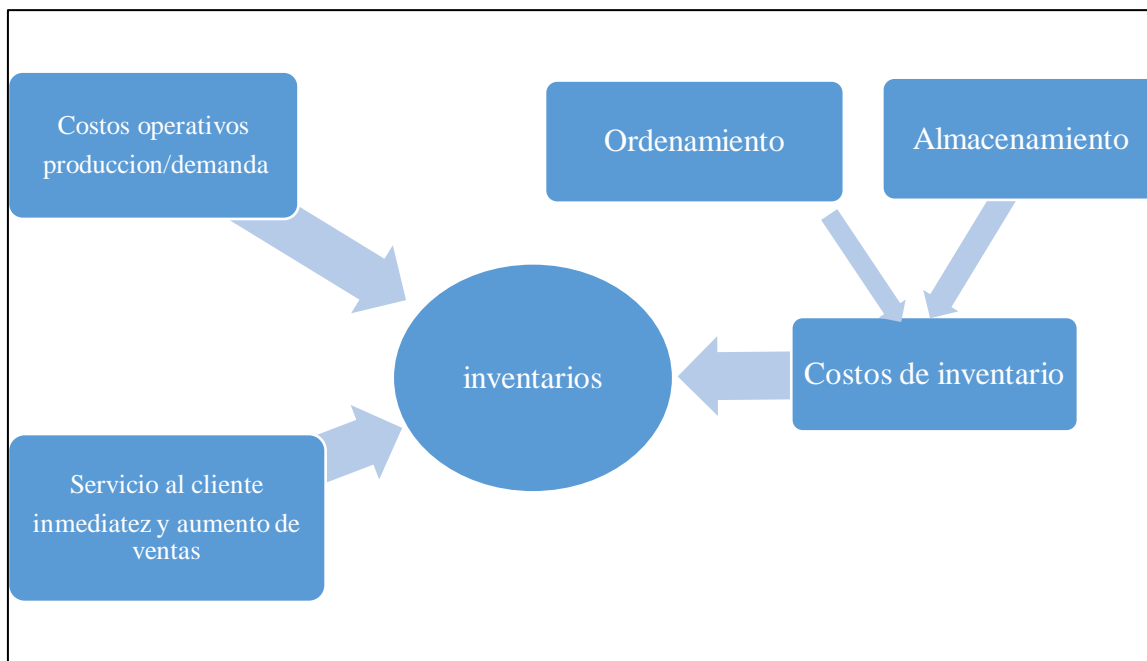 Costos operativos
produccion/demanda
Ordenamiento
Almacenamiento
inventarios
Costos de inventario
Servicio al cliente
inmediatez y aumento de
ventas